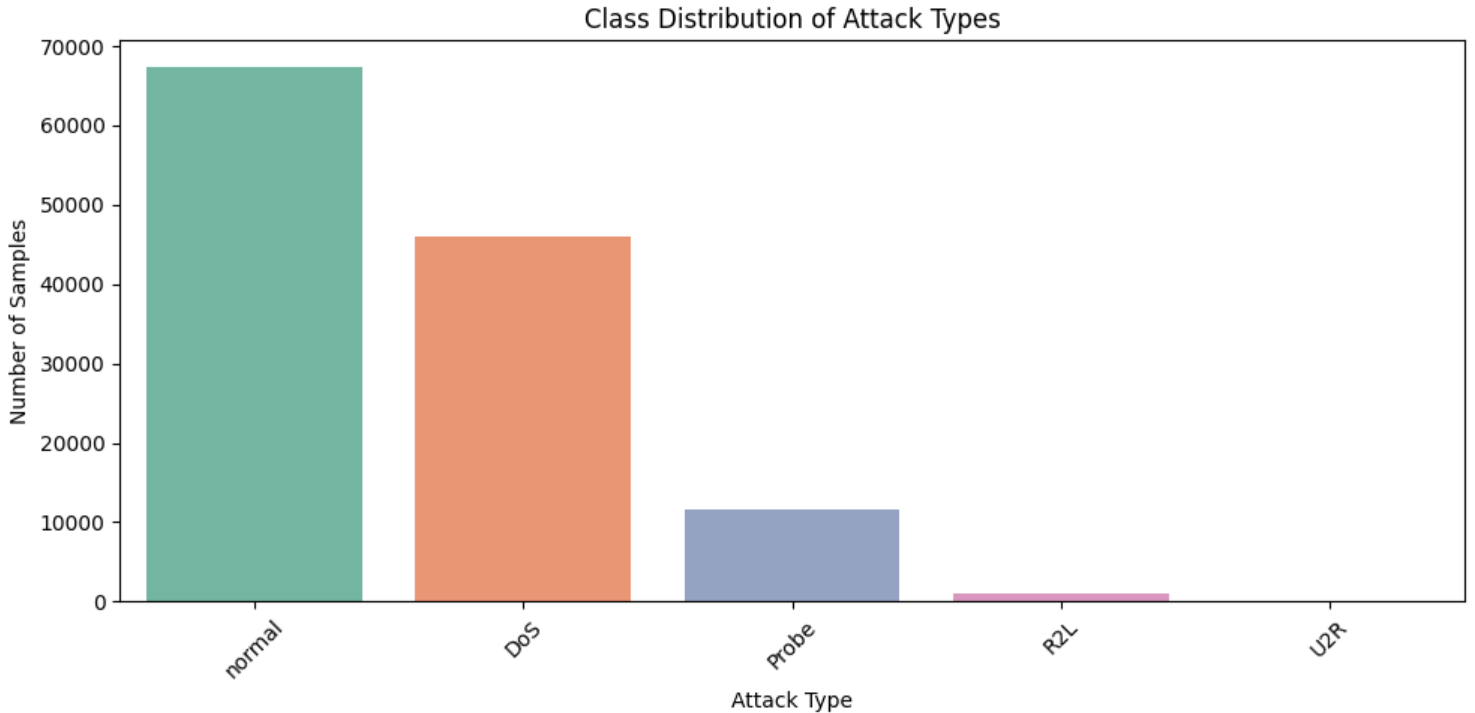 Class Distribution of Attack Types
Number of Samples
70000
60000
50000
40000
30000
20000
10000
0
normal
DoS
Probe
R2L
U2R
Attack Type